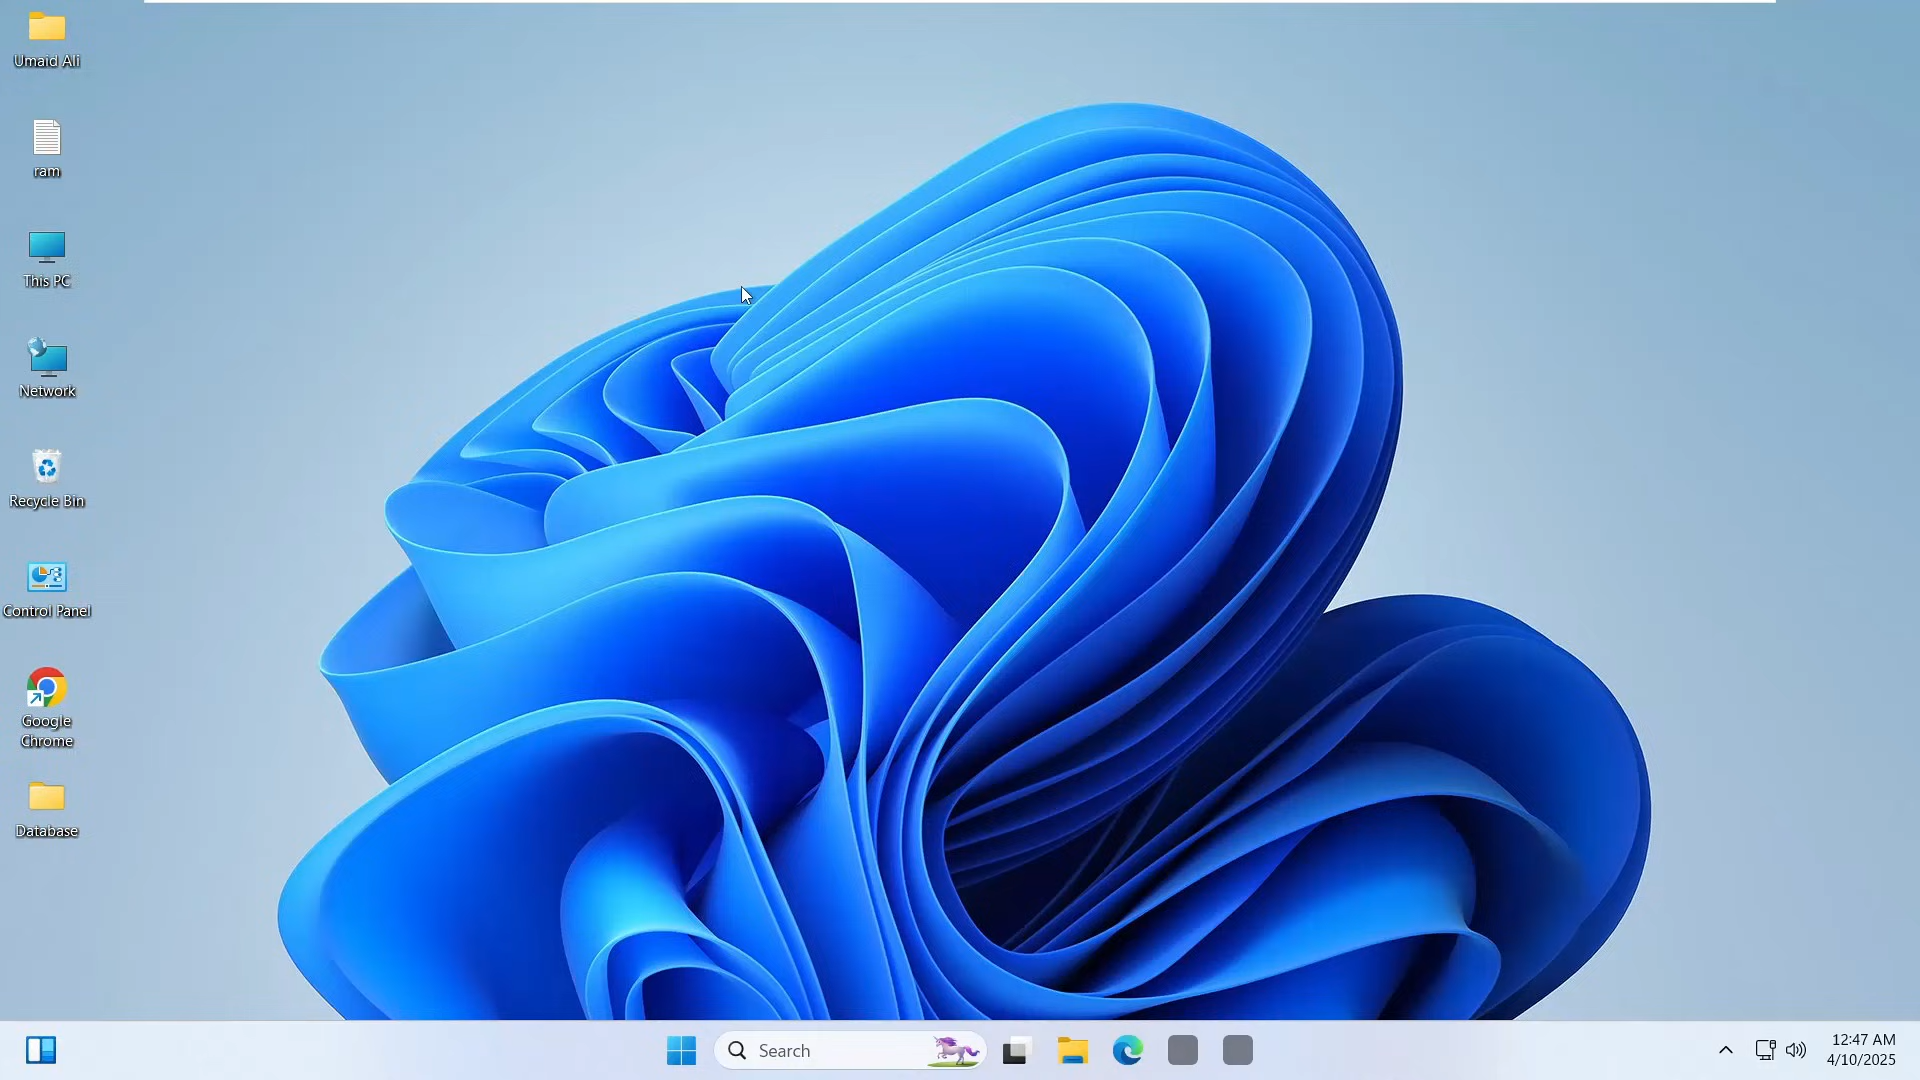 Umaid Ali
ram
This PC
Network
Recycle Bin
Control Panel
Google
Chrome
Database
Search
12:47 AM
4/10/2025